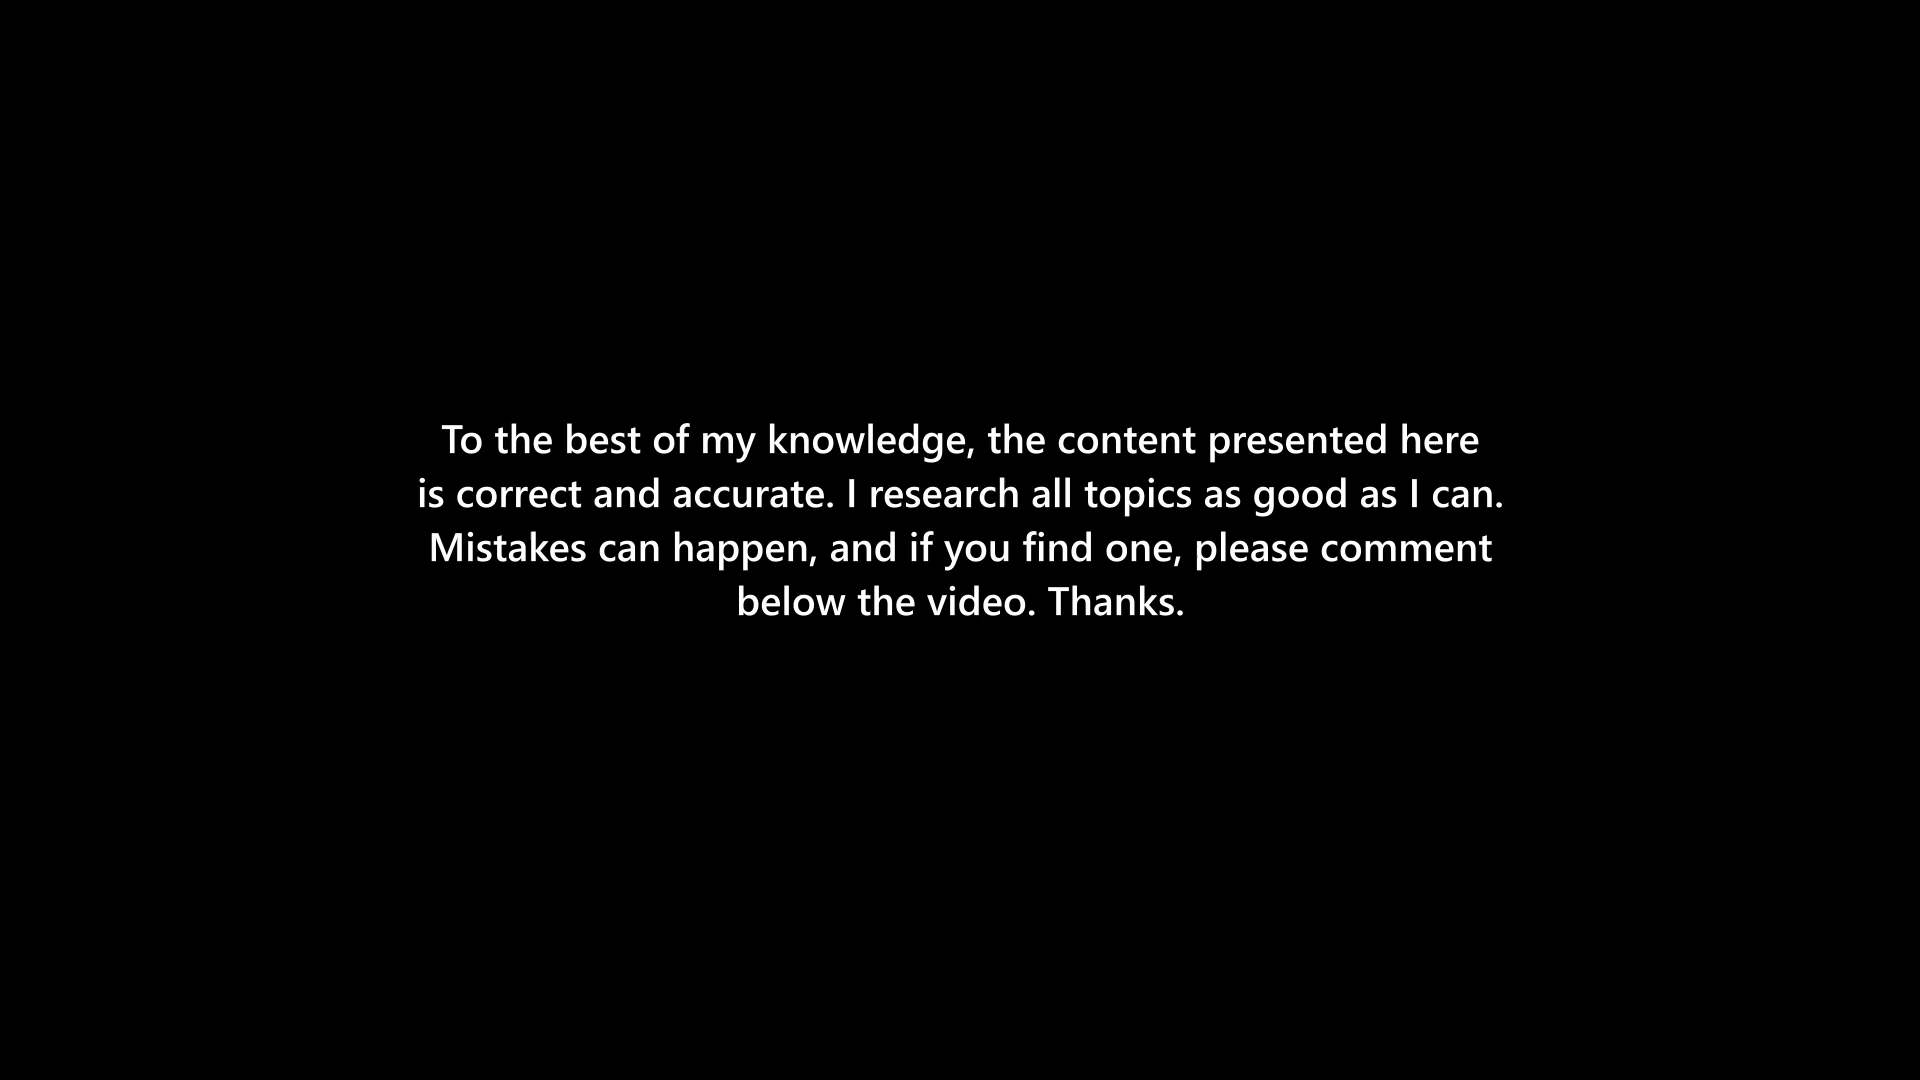 To the best of my knowledge, the content presented here
is correct and accurate. I research all topics as good as I can.
Mistakes can happen, and if you find one, please comment
below the video. Thanks.